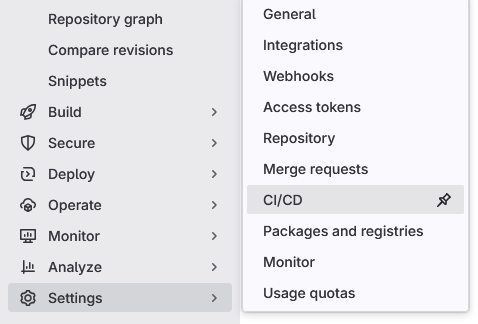 Repository graph
Compare revisions
Snippets
Build
Secure
Deploy
Operate
Monitor
Analyze
Settings
General
Integrations
Webhooks
Access tokens
Repository
Merge requests
CI/CD
Packages and registries
Monitor
Usage quotas